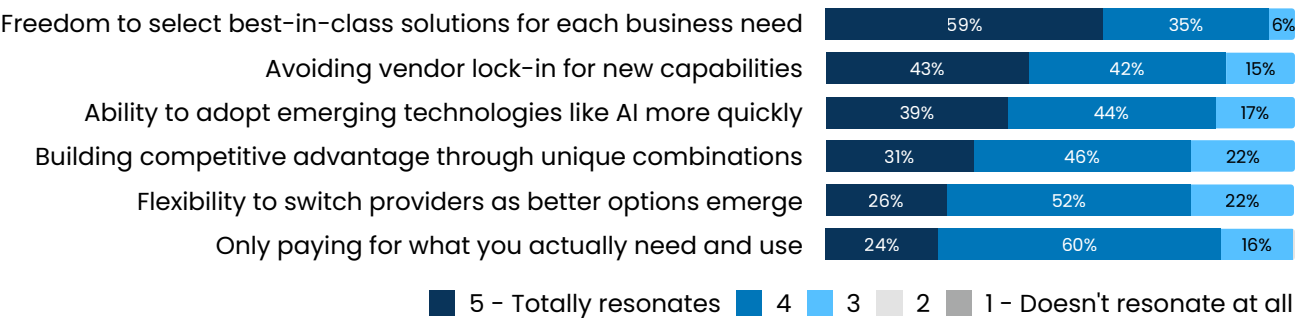 Freedom to select best-in-class solutions for each business need 59% 35% 6%
Avoiding vendor lock-in for new capabilities 43% 42% 15%
Ability to adopt emerging technologies like AI more quickly 39% 44% 17%
Building competitive advantage through unique combinations 31% 46% 22%
Flexibility to switch providers as better options emerge 26% 52% 22%
Only paying for what you actually need and use 24% 60% 16%
5 - Totally resonates 4 3 2 1 - Doesn't resonate at all